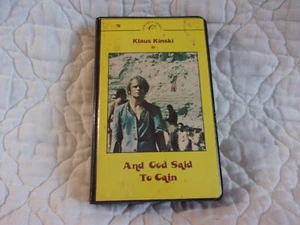 Klaus Kinski
in
And God Said
To Cain